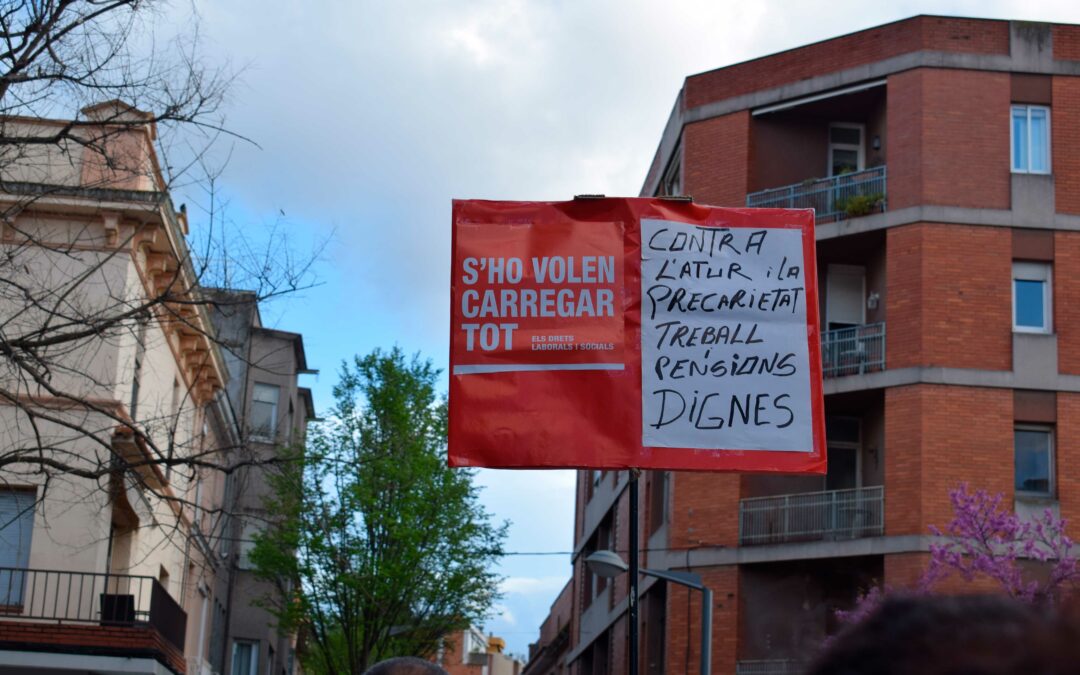 S'HO VOLEN
CARREGAR
TOT
ELS DRETS
LABORALS I SOCIALS
CONTRA
L'ATUR i LA
PRECARIETAT
TREBALL
i
PENSIONS
DIGNES